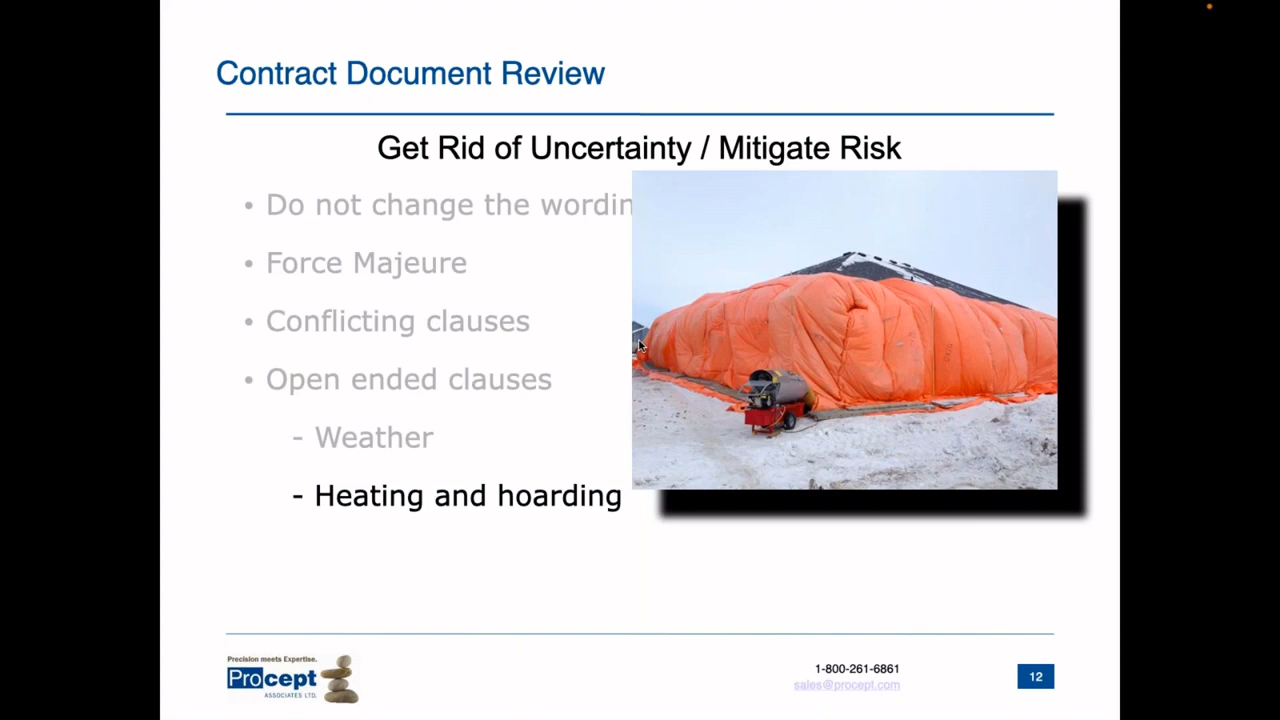 Contract Document Review
Get Rid of Uncertainty / Mitigate Risk
• Do not change the wordin
• Force Majeure
• Conflicting clauses
• Open ended clauses
- Weather
- Heating and hoarding
Precision meets Expertise.
Procept
ASSOCIATES LTD.
1-800-261-6861
sales@procept.com
12